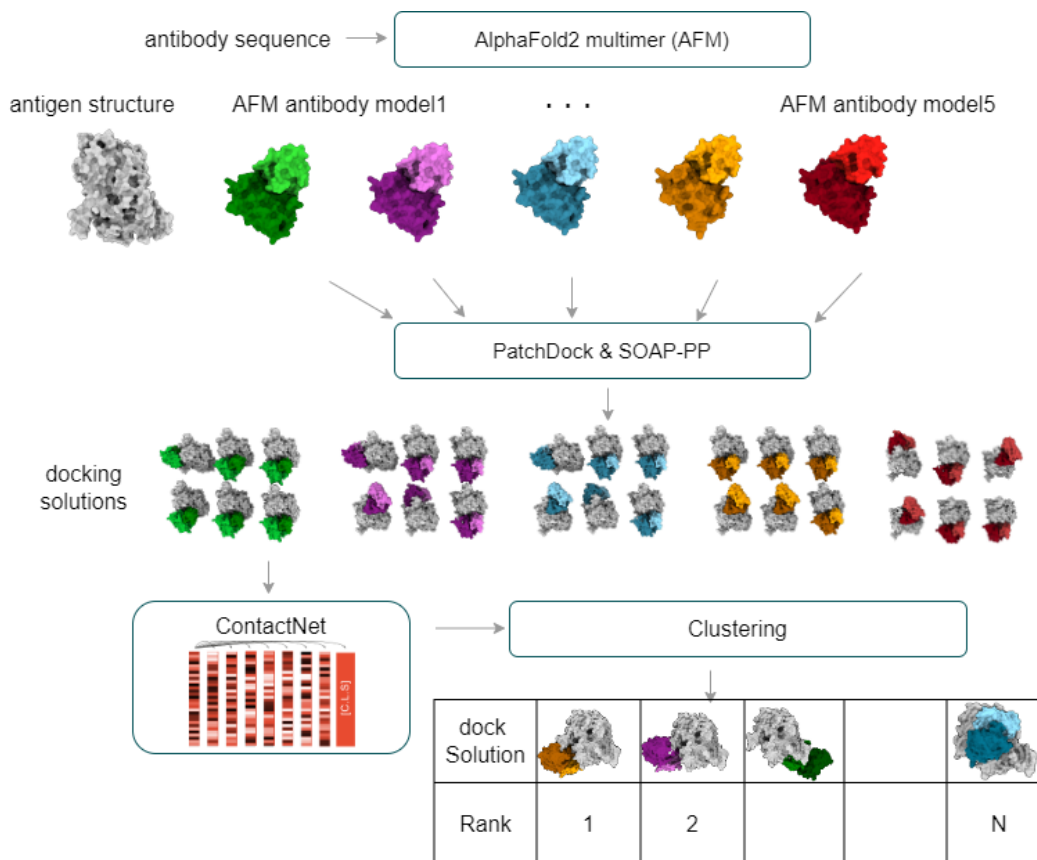 antibody sequence
AlphaFold2 multimer (AFM)
antigen structure
AFM antibody model1
. . .
AFM antibody model5
PatchDock & SOAP-PP
docking
solutions
ContactNet
[C.L.S]
Clustering
dock
Solution
Rank
1
2
N